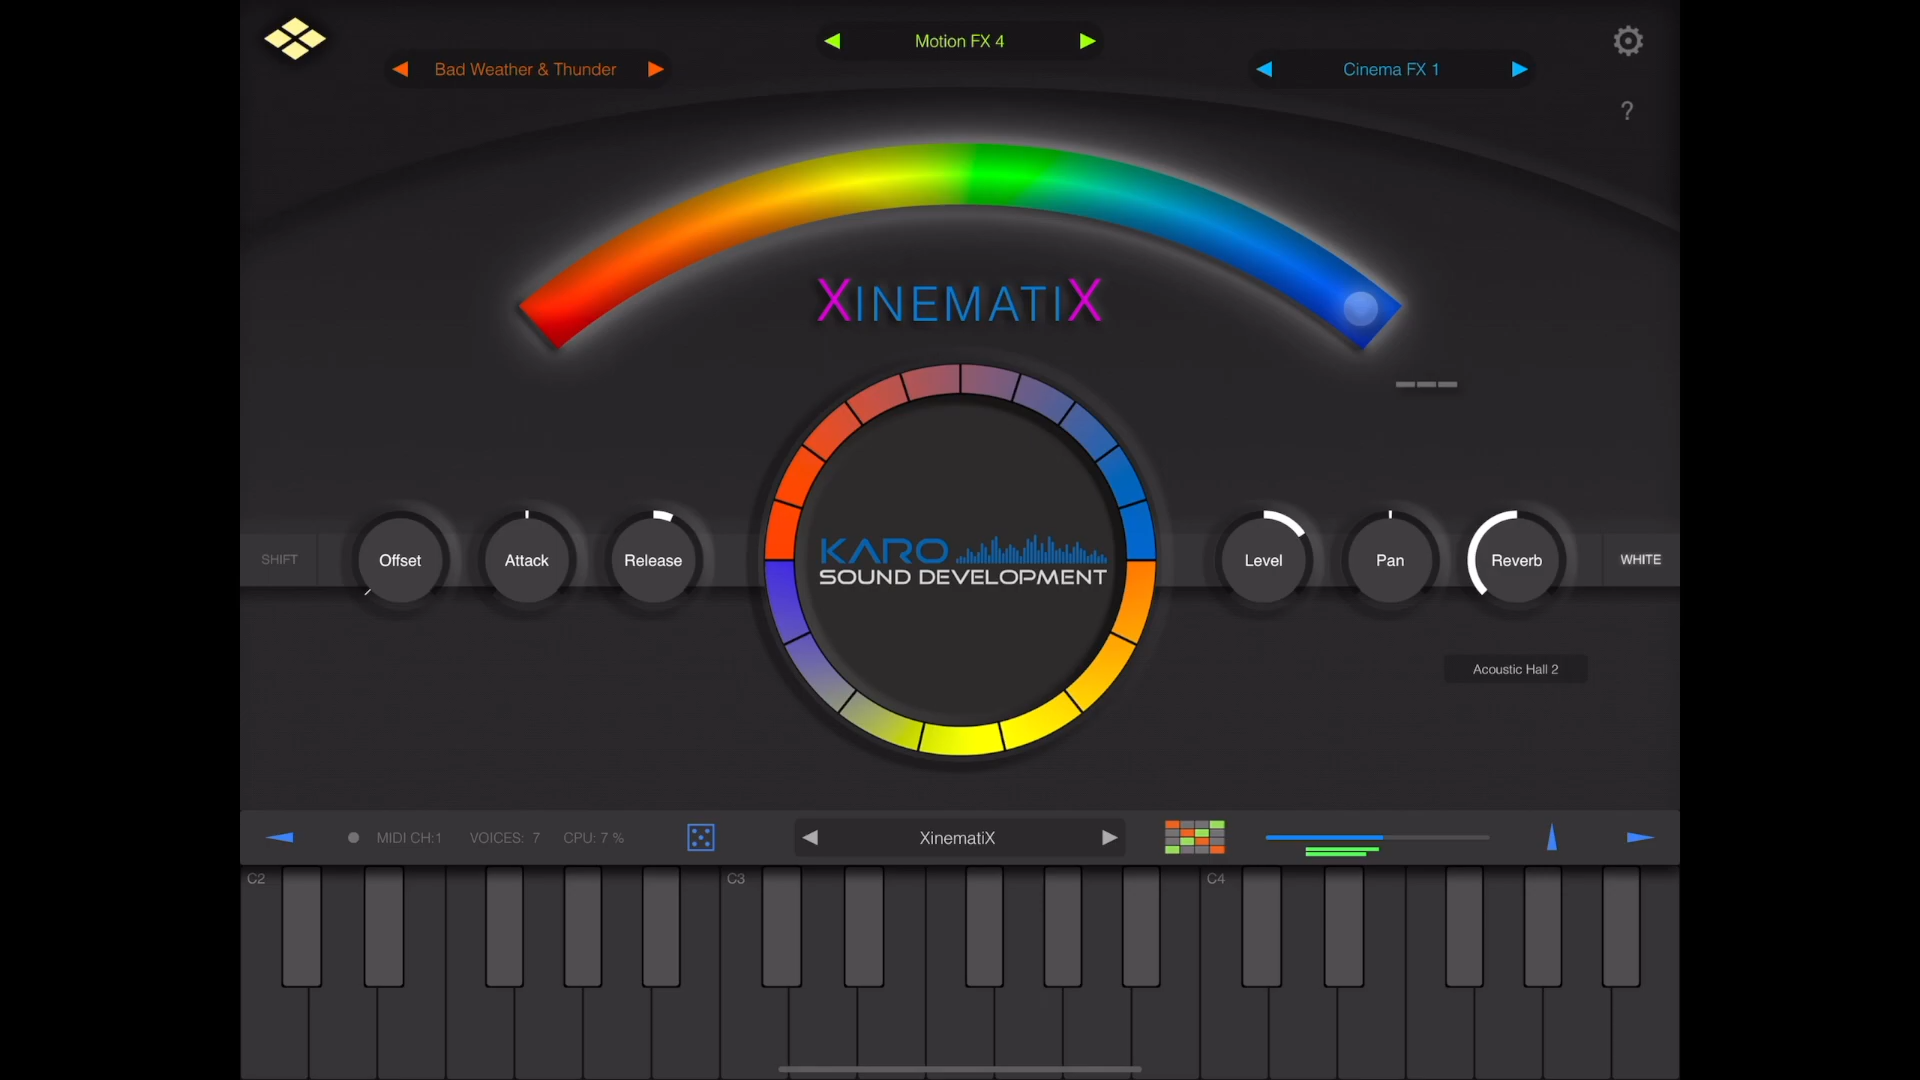 Motion FX 4
Bad Weather & Thunder
Cinema FX 1
?
XINEMATIX
SHIFT
Offset
Attack
Release
KARO
SOUND DEVELOPMENT
Level
Pan
Reverb
WHITE
Acoustic Hall 2
MIDI CH:1
VOICES: 7
CPU: 7 %
XinematiX
C2
C3
C4